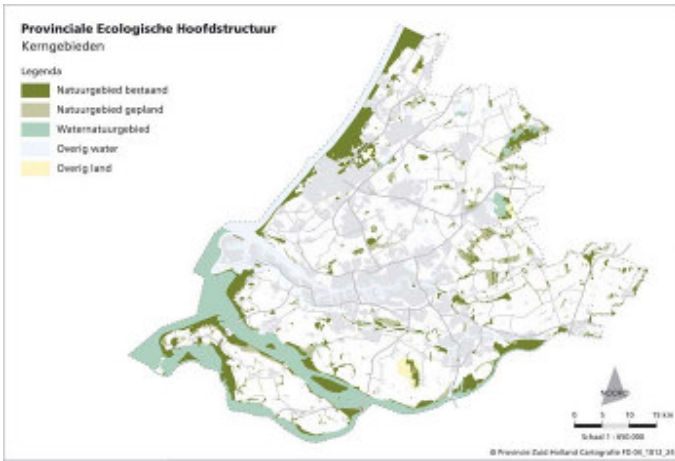 Provinciale Ecologische Hoofdstructuur
Kerngebieden
Legenda
Natuurgebied bestaand
Natuurgebied gepland
Waternatuurgebied
Overig water
Overig land
NOORD
0 5 10 15 km
Schaal 1 : 650.000
© Provincie Zuid-Holland Cartografie